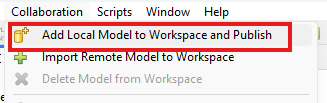 Collaboration Scripts Window Help
Add Local Model to Workspace and Publish
Import Remote Model to Workspace
Delete Model from Workspace